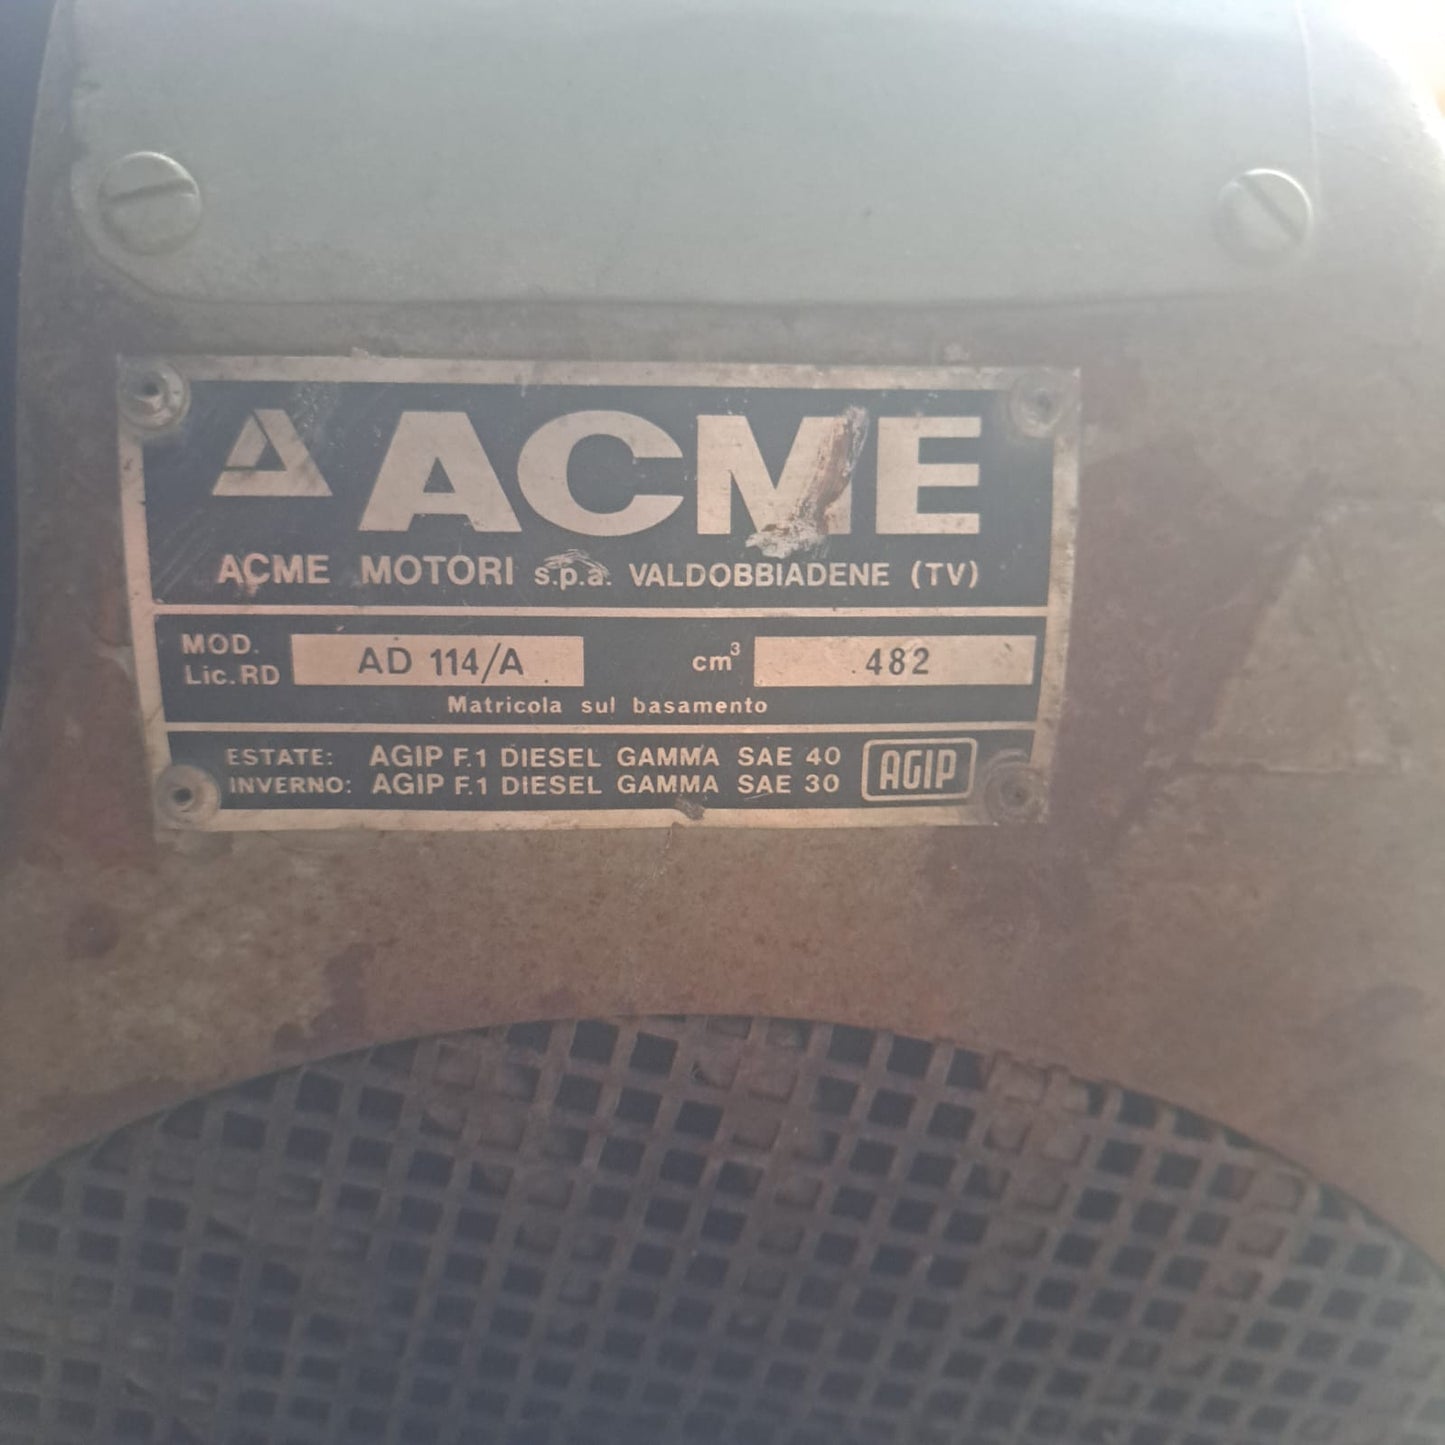 ACME
ACME MOTORI s.p.a. VALDOBBIADENE (TV)
MOD. Lic. RD AD 114/A cm³ 482
Matricola sul basamento
ESTATE: AGIP F.1 DIESEL GAMMA SAE 40
INVERNO: AGIP F.1 DIESEL GAMMA SAE 30
AGIP